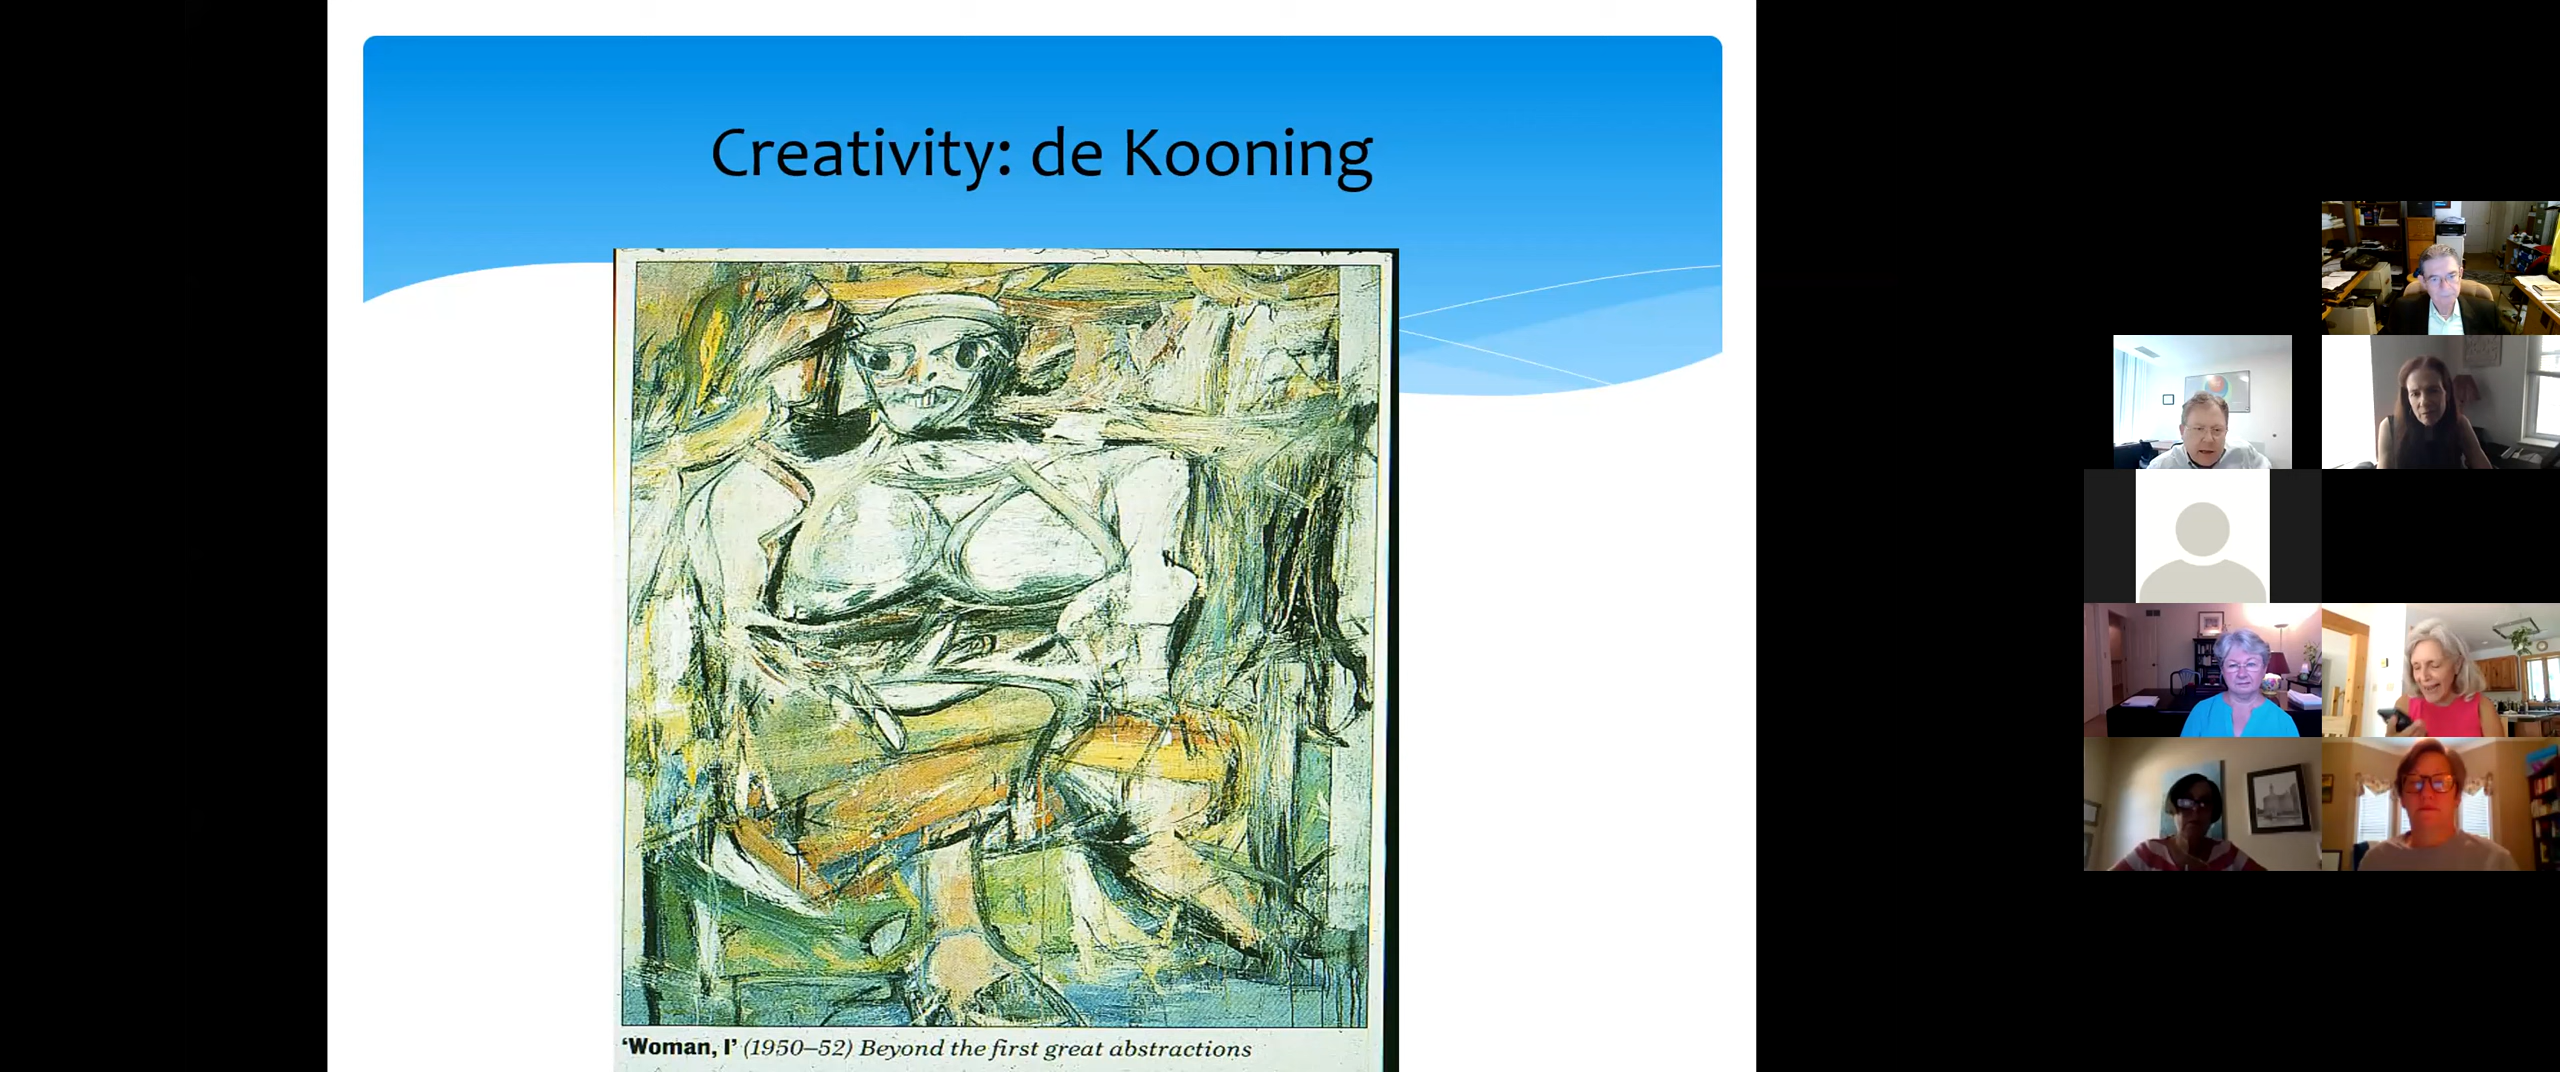 Creativity: de Kooning
‘Woman, I’ (1950–52) Beyond the first great abstractions